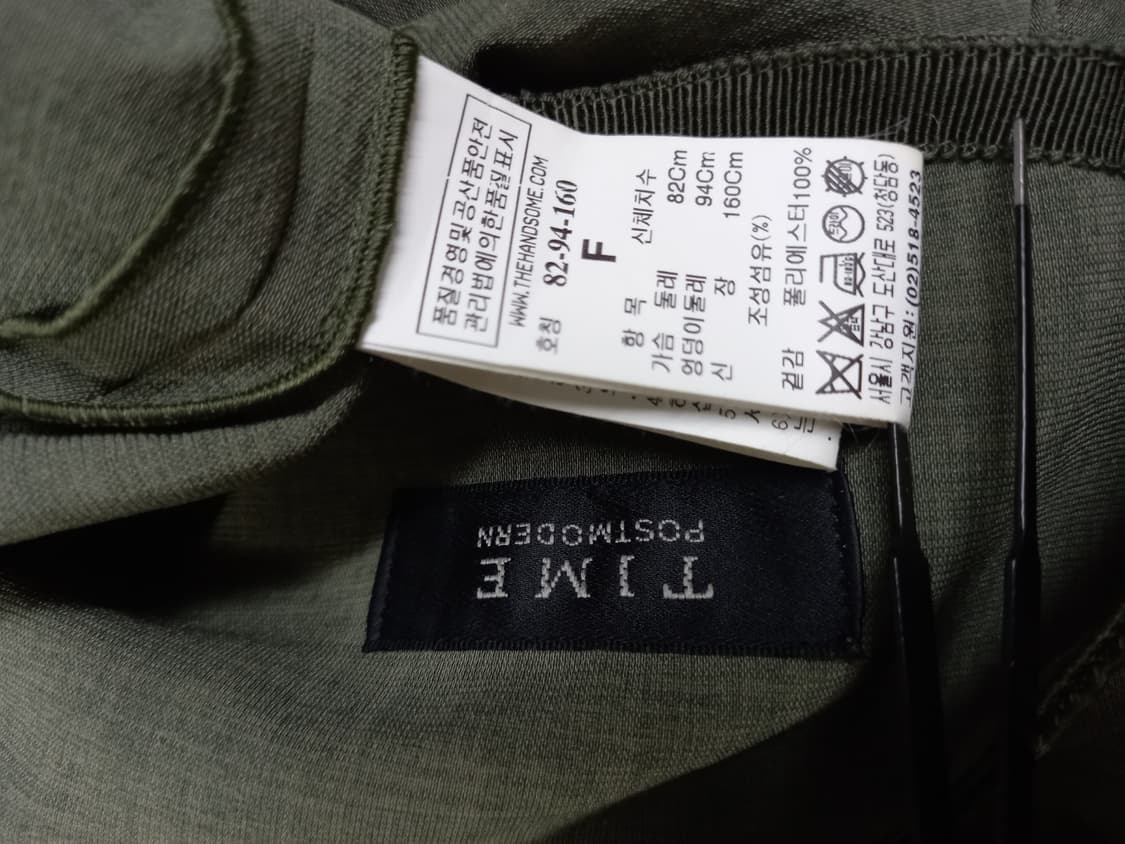 품질경영및공산품안전
관리법에의한품질표시
WWW.THEHANDSOME.COM
호칭 82-94-160
F
항 목 신체치수
가슴 둘레 82Cm
엉덩이둘레 94Cm
신 장 160Cm
조성섬유(%)
겉감 폴리에스터100%
서울시 강남구 도산대로 523(청담동)
고객지원:(02)518-4523
TIME
POSTMODERN